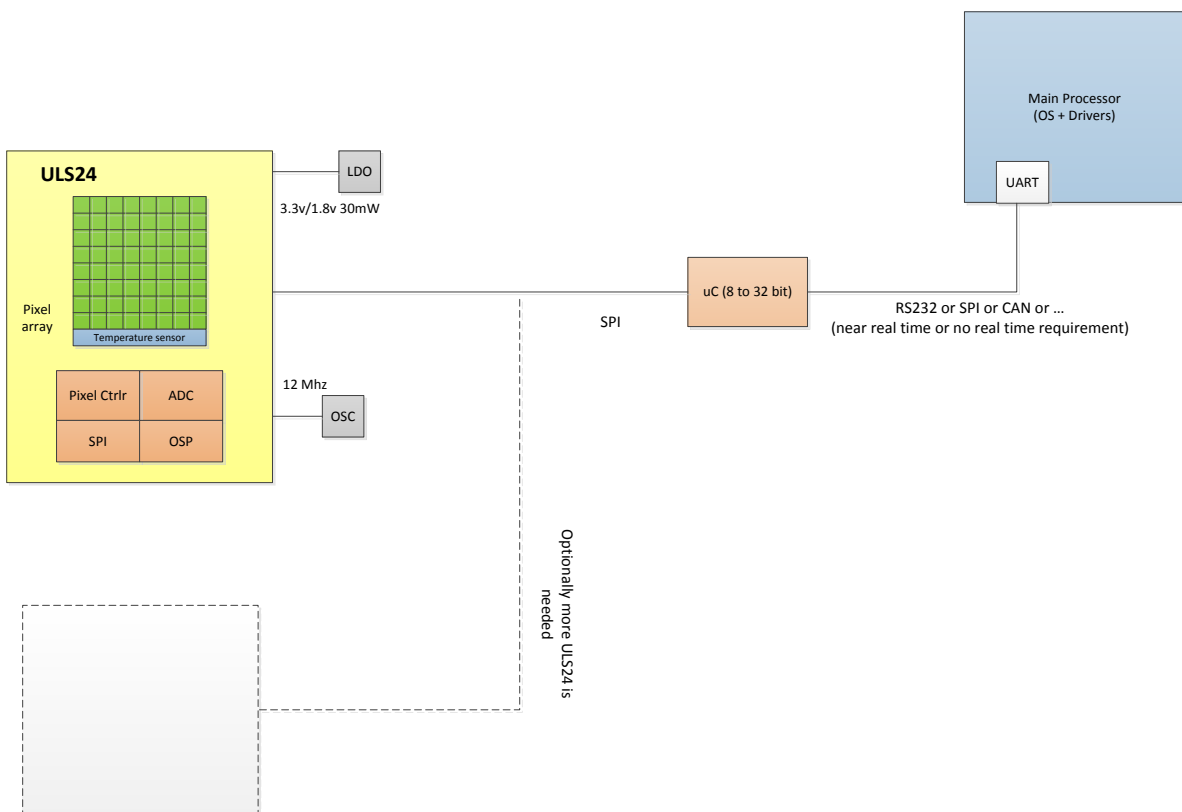 Main Processor
(OS + Drivers)
UART
ULS24
LDO
3.3v/1.8v 30mW
Pixel
array
Temperature sensor
uC (8 to 32 bit)
SPI
RS232 or SPI or CAN or ...
(near real time or no real time requirement)
Pixel Ctrlr
ADC
SPI
OSP
12 Mhz
OSC
Optionally more ULS24 is
needed